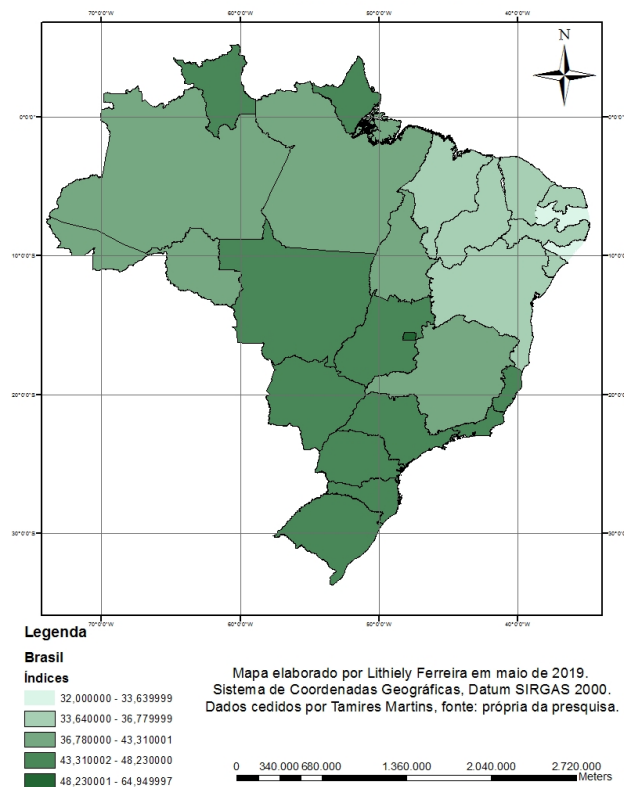 70°0'0"W 60°0'0"W 50°0'0"W 40°0'0"W
N
0°0'0" 0°0'0"
10°0'0"S 10°0'0"S
20°0'0"S 20°0'0"S
30°0'0"S 30°0'0"S
70°0'0"W 60°0'0"W 50°0'0"W 40°0'0"W
Legenda
Brasil
Índices
32,000000 - 33,639999
33,640000 - 36,779999
36,780000 - 43,310001
43,310002 - 48,230000
48,230001 - 64,949997
Mapa elaborado por Lithiely Ferreira em maio de 2019.
Sistema de Coordenadas Geográficas, Datum SIRGAS 2000.
Dados cedidos por Tamires Martins, fonte: própria da presquisa.
0 340.000 680.000 1.360.000 2.040.000 2.720.000
Meters